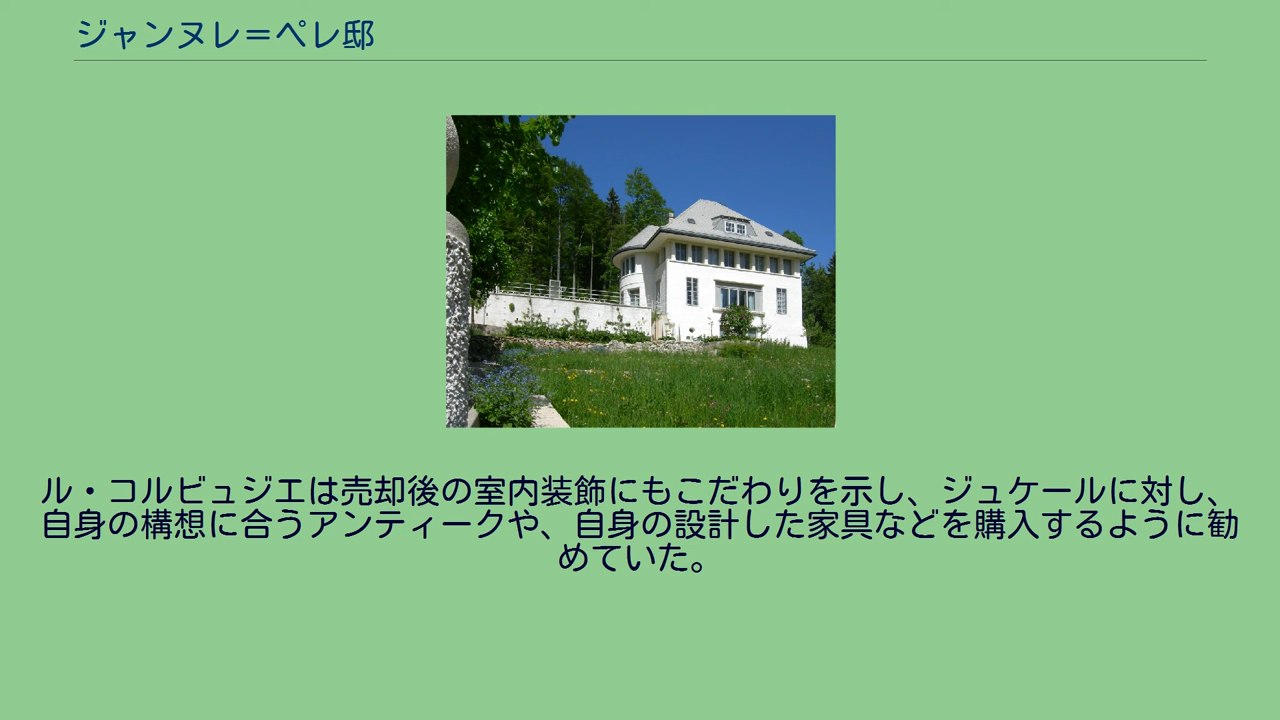 ジャンヌレ＝ペレ邸
ル・コルビュジエは売却後の室内装飾にもこだわりを示し、ジュケールに対し、
自身の構想に合うアンティークや、自身の設計した家具などを購入するように勧
めていた。